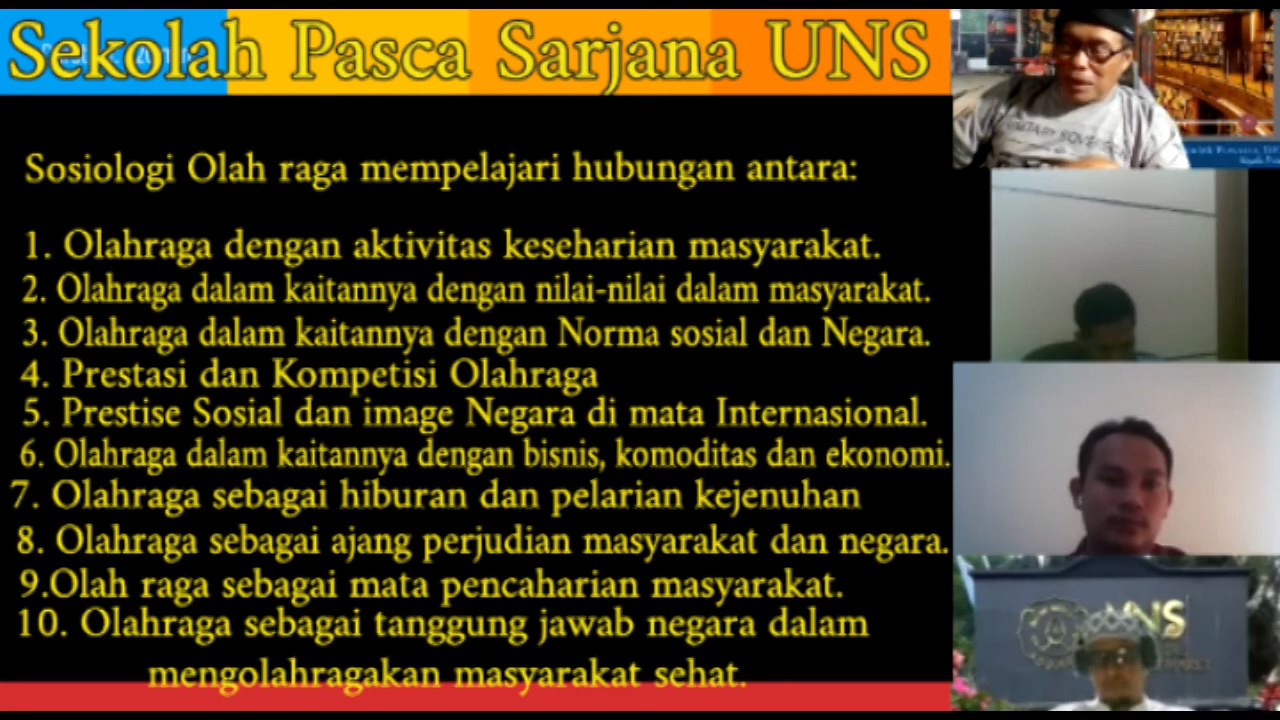 Sekolah Pasca Sarjana UNS
Sosiologi Olah raga mempelajari hubungan antara:
1. Olahraga dengan aktivitas keseharian masyarakat.
2. Olahraga dalam kaitannya dengan nilai-nilai dalam masyarakat.
3. Olahraga dalam kaitannya dengan Norma sosial dan Negara.
4. Prestasi dan Kompetisi Olahraga
5. Prestise Sosial dan image Negara di mata Internasional.
6. Olahraga dalam kaitannya dengan bisnis, komoditas dan ekonomi.
7. Olahraga sebagai hiburan dan pelarian kejenuhan
8. Olahraga sebagai ajang perjudian masyarakat dan negara.
9.Olah raga sebagai mata pencaharian masyarakat.
10. Olahraga sebagai tanggung jawab negara dalam
mengolahragakan masyarakat sehat.
UNS